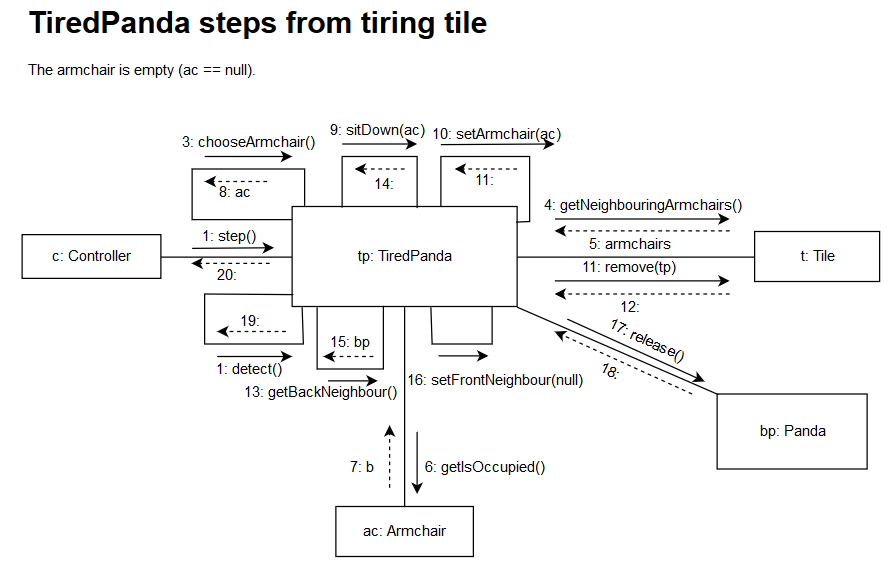 TiredPanda steps from tiring tile
The armchair is empty (ac == null).
9: sitDown(ac)
10: setArmchair(ac)
3: chooseArmchair()
14:
11:
8: ac
4: getNeighbouringArmchairs()
1: step()
5: armchairs
c: Controller
tp: TiredPanda
t: Tile
20:
11: remove(tp)
12:
19:
15: bp
17: release()
1: detect()
18:
16: setFrontNeighbour(null)
13: getBackNeighbour()
bp: Panda
7: b
6: getIsOccupied()
ac: Armchair